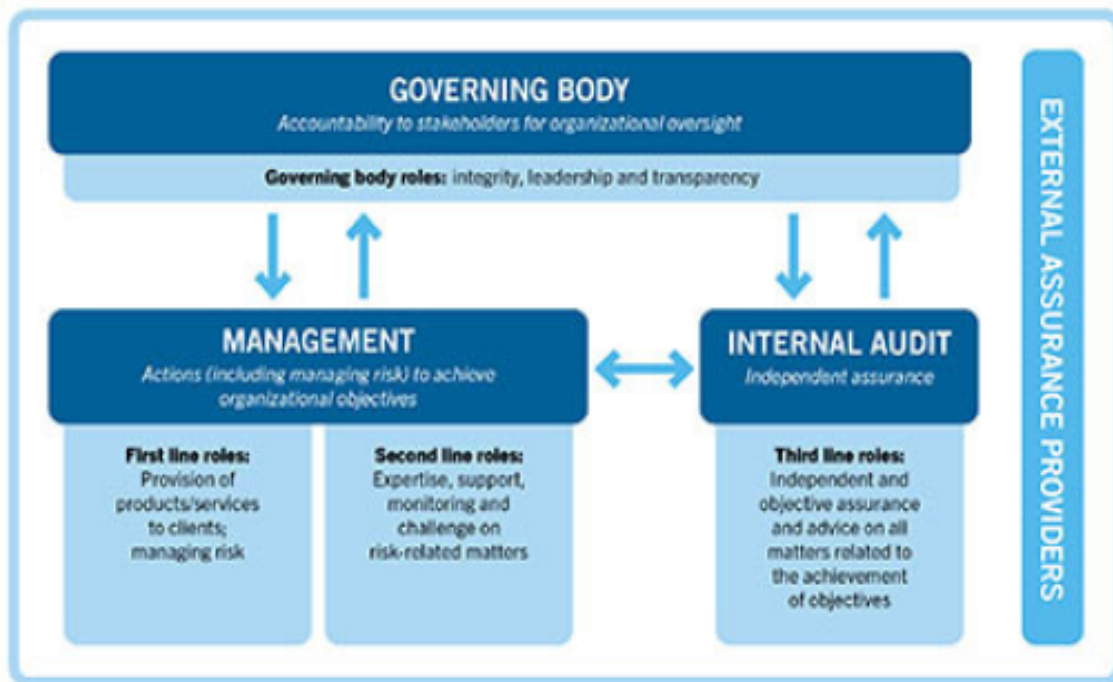 GOVERNING BODY
Accountability to stakeholders for organizational oversight
Governing body roles: integrity, leadership and transparency
MANAGEMENT
Actions (including managing risk) to achieve
organizational objectives
First line roles:
Provision of
products/services
to clients;
managing risk
Second line roles:
Expertise, support,
monitoring and
challenge on
risk-related matters
INTERNAL AUDIT
Independent assurance
Third line roles:
Independent and
objective assurance
and advice on all
matters related to
the achievement
of objectives
EXTERNAL ASSURANCE PROVIDERS